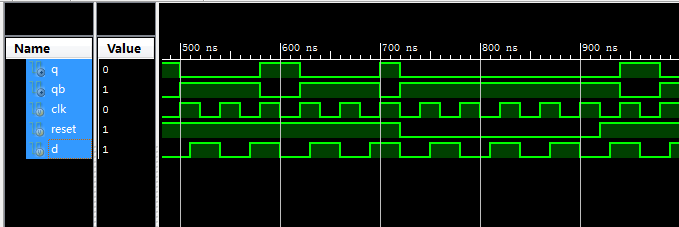 500 ns 600 ns 700 ns 800 ns 900 ns
Name Value
q 0
qb 1
clk 0
reset 1
d 1